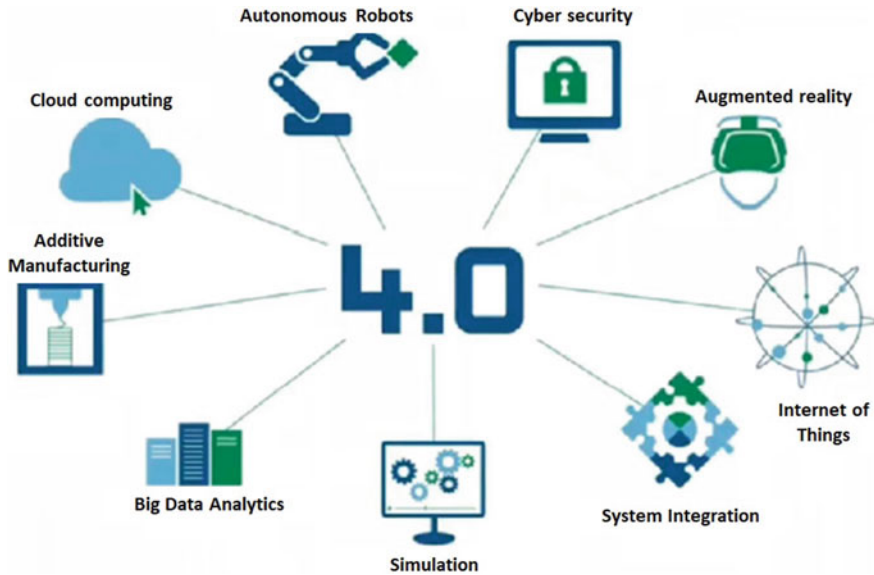 Autonomous Robots
Cyber security
Cloud computing
Augmented reality
Additive
Manufacturing
4.0
Internet of
Things
Big Data Analytics
System Integration
Simulation